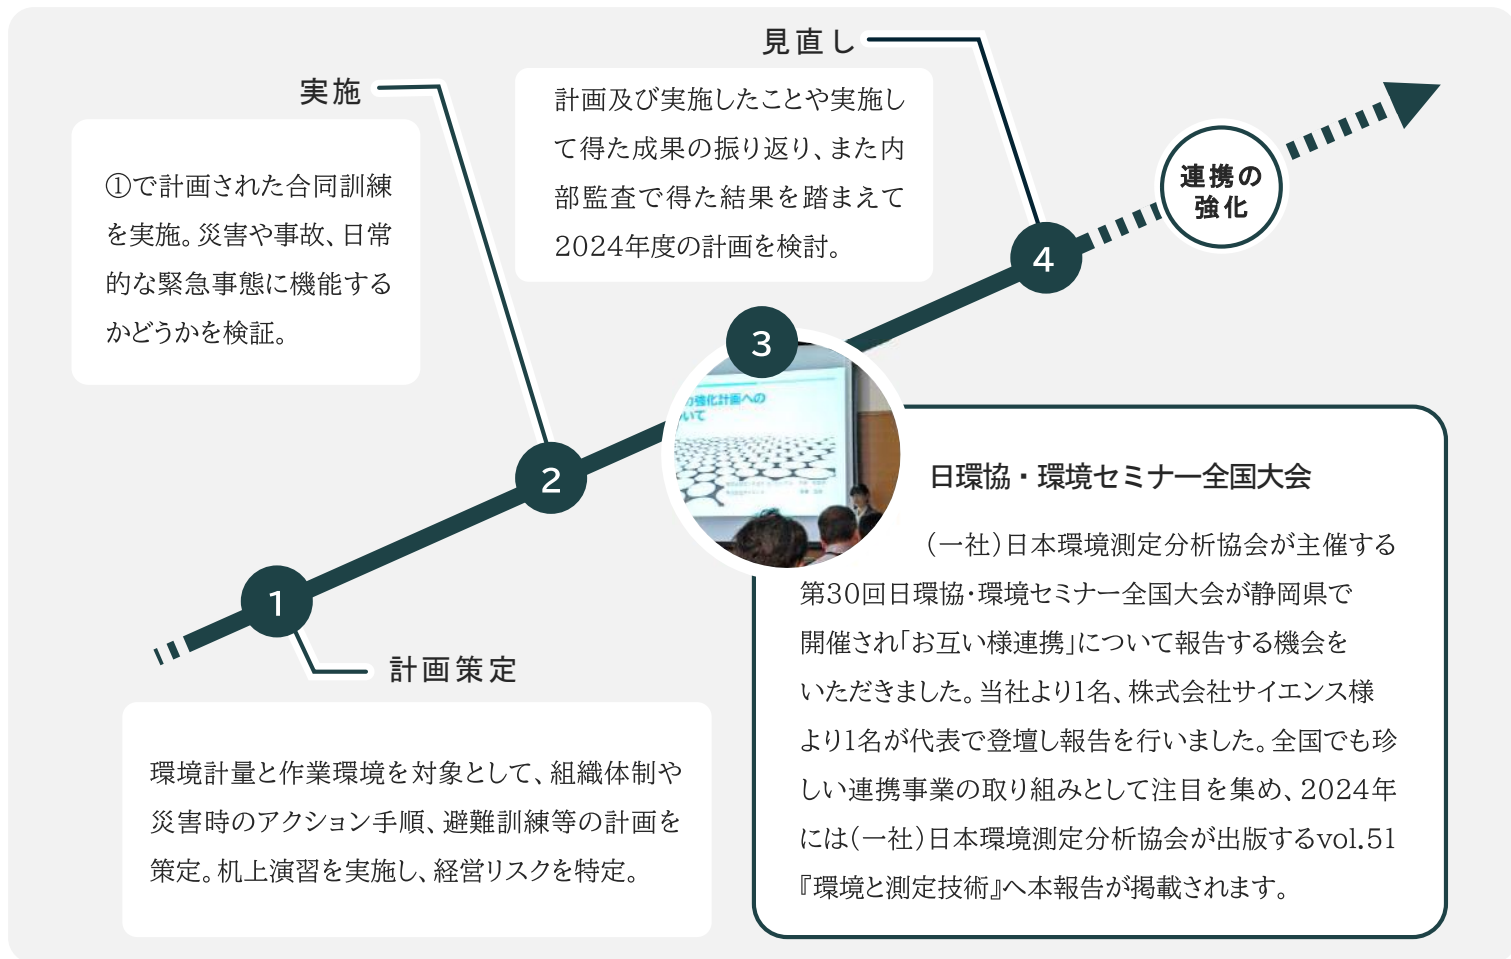 見直し
実施
計画及び実施したことや実施し
て得た成果の振り返り、また内
部監査で得た結果を踏まえて
2024年度の計画を検討。
①で計画された合同訓練
を実施。災害や事故、日常
的な緊急事態に機能する
かどうかを検証。
連携の
強化
4
3
強化計画への
いて
2
1
計画策定
環境計量と作業環境を対象として、組織体制や
災害時のアクション手順、避難訓練等の計画を
策定。机上演習を実施し、経営リスクを特定。
日環協・環境セミナー全国大会
（一社）日本環境測定分析協会が主催する
第30回日環協・環境セミナー全国大会が静岡県で
開催され「お互い様連携」について報告する機会を
いただきました。当社より1名、株式会社サイエンス様
より1名が代表で登壇し報告を行いました。全国でも珍
しい連携事業の取り組みとして注目を集め、2024年
には（一社）日本環境測定分析協会が出版するvol.51
『環境と測定技術』へ本報告が掲載されます。